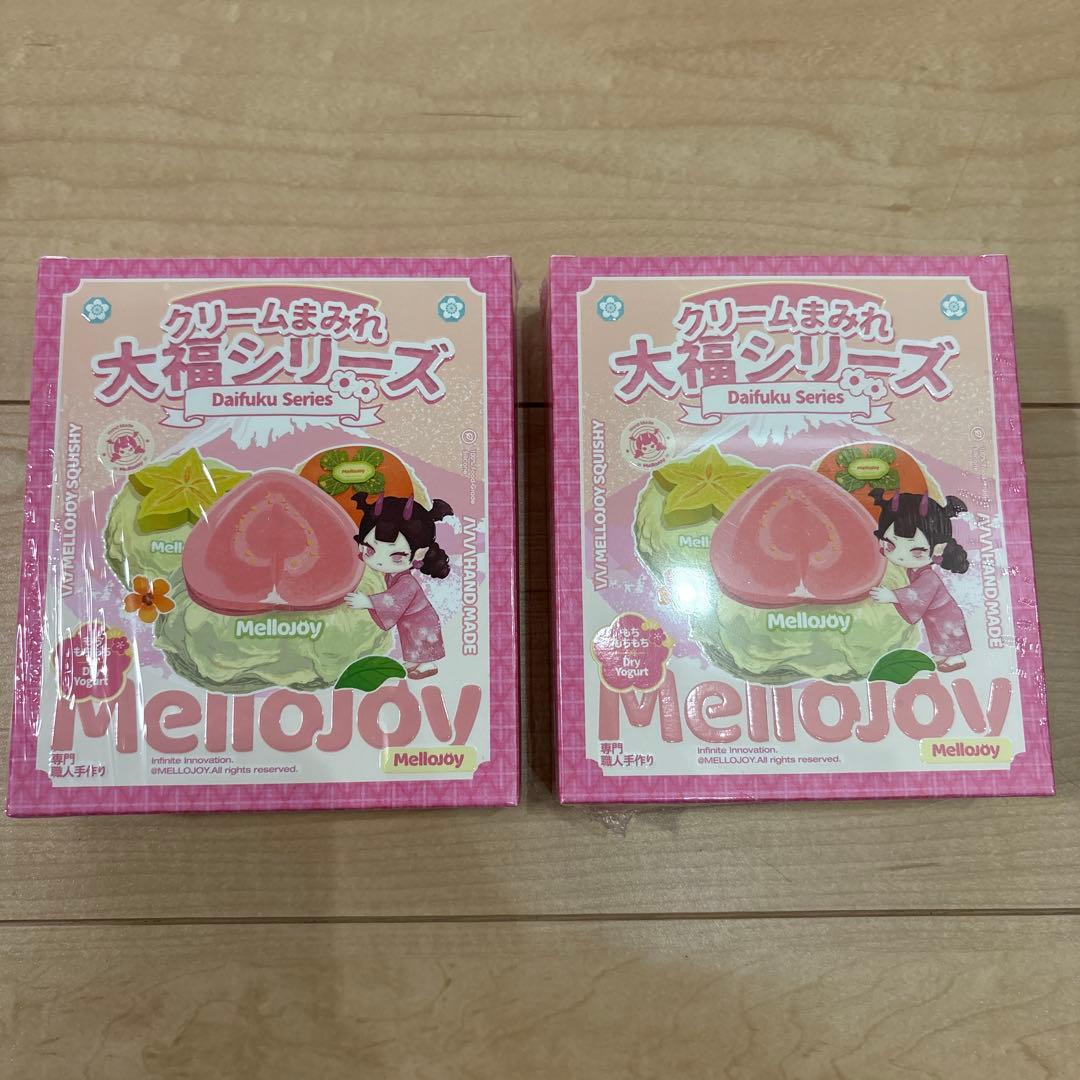 クリームまみれ
大福シリーズ
Daifuku Series
VVV MELLOJOY SQUISHY
HAND MADE
MelloJoy
Mello
MelloJoy
もち
もちもち
Dry
Yogurt
MelloJoy
専門
職人手作り
Infinite Innovation.
@MELLOJOY.All rights reserved.
MelloJoy
クリームまみれ
大福シリーズ
Daifuku Series
VVV MELLOJOY SQUISHY
HAND MADE
MelloJoy
Mello
MelloJoy
もち
もちもち
Dry
Yogurt
MelloJoy
専門
職人手作り
Infinite Innovation.
@MELLOJOY.All rights reserved.
MelloJoy